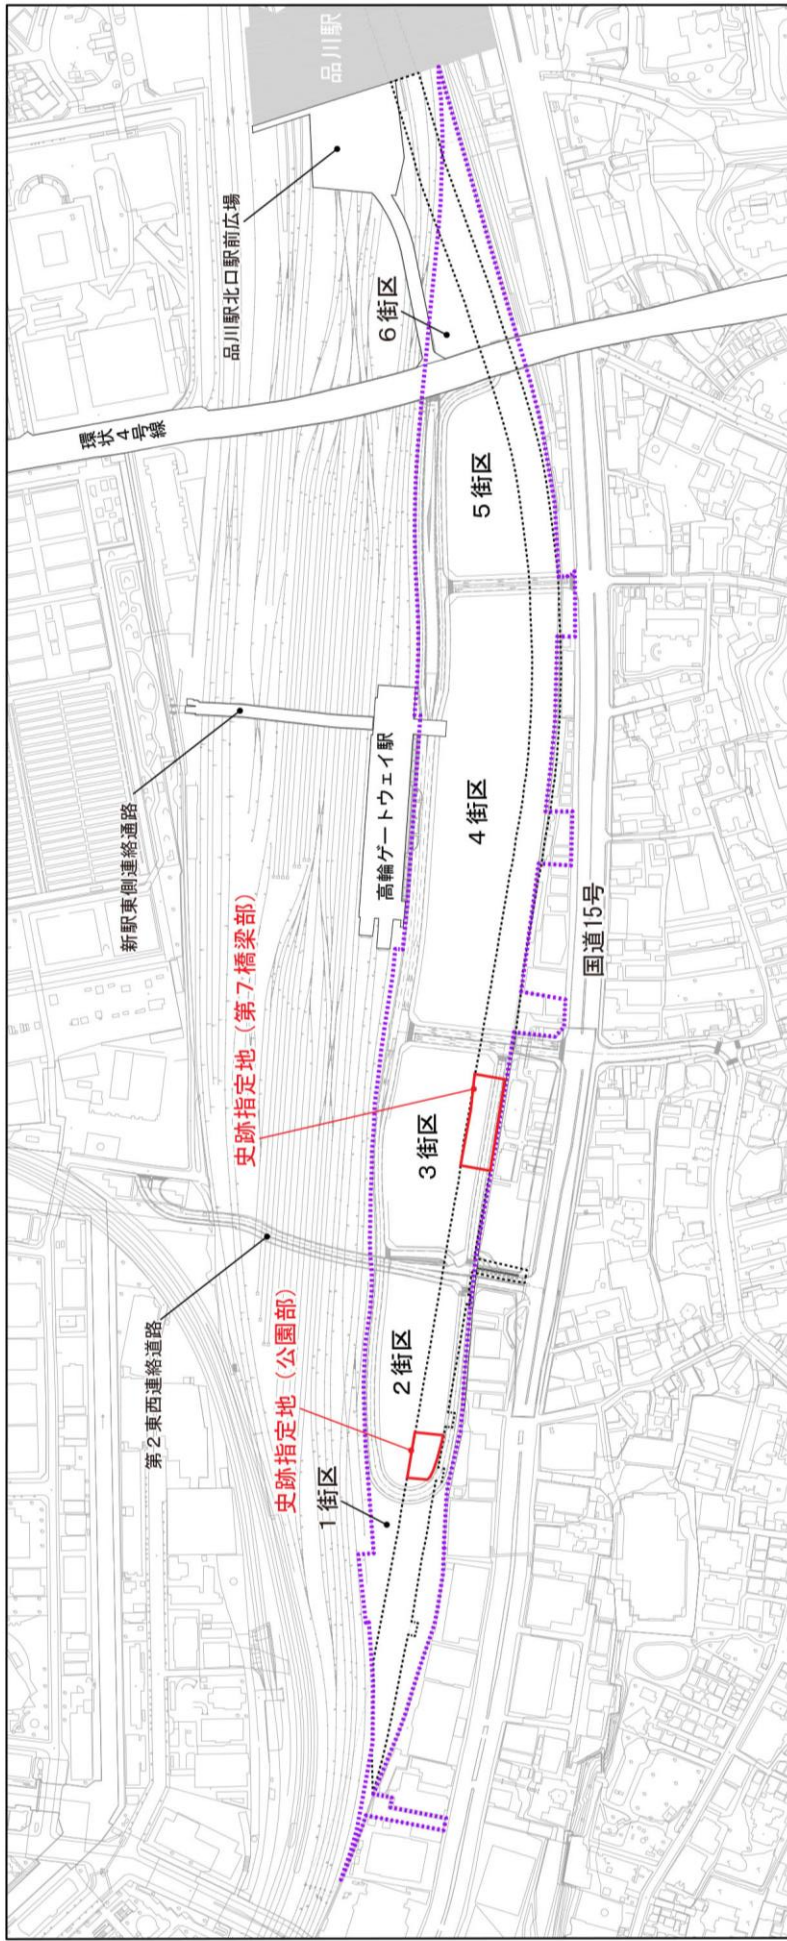 品川駅
品川駅北口駅前広場
環状
4号
線
6街区
5街区
新駅東側連絡通路
高輪ゲートウェイ駅
4街区
国道15号
史跡指定地（第7橋梁部）
3街区
第2東西連絡道路
史跡指定地（公園部）
2街区
1街区